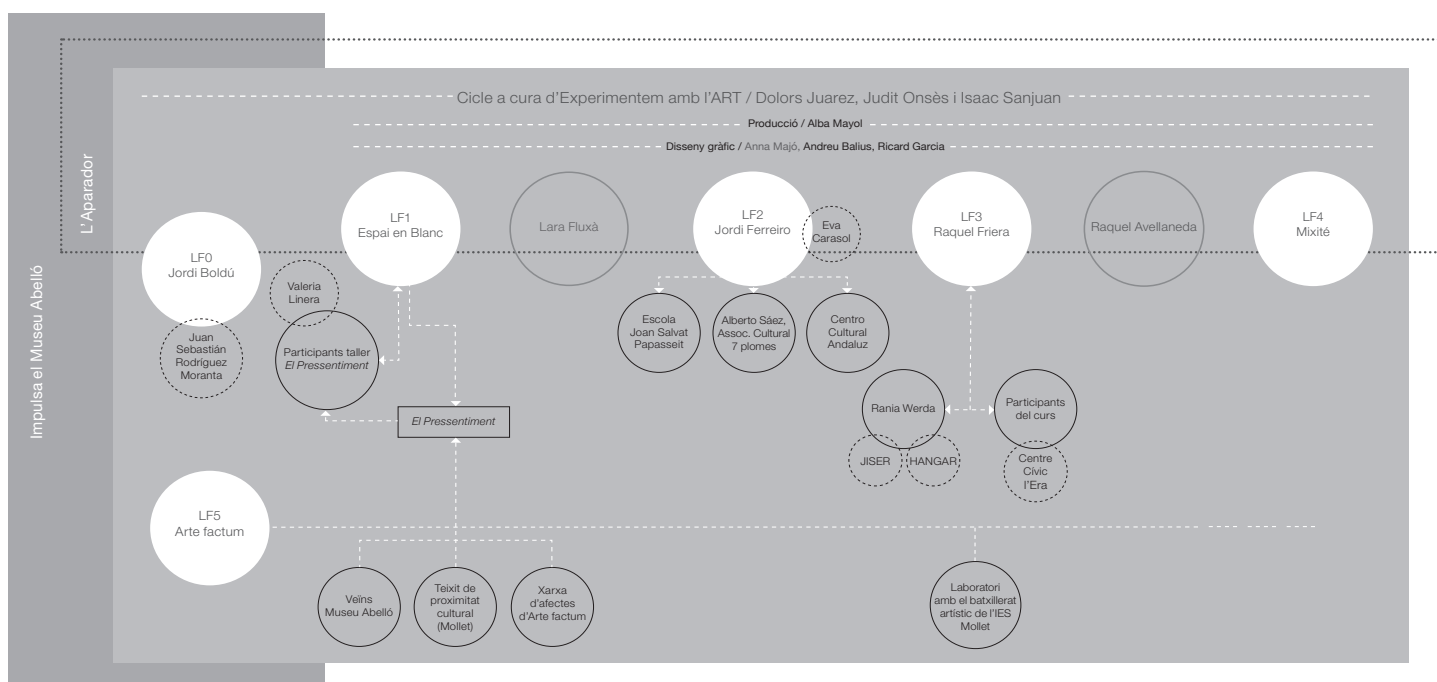 Impulsa el Museu Abelló
L'Aparador
Cicle a cura d'Experimentem amb l'ART / Dolors Juarez, Judit Onsès i Isaac Sanjuan
Producció / Alba Mayol
Disseny gràfic / Anna Majó, Andreu Balius, Ricard Garcia
LF0
Jordi Boldú
Juan
Sebastián
Rodríguez
Moranta
LF1
Espai en Blanc
Valeria
Linera
Participants taller
El Pressentiment
El Pressentiment
Lara Fluxà
LF2
Jordi Ferreiro
Eva
Carasol
Escola
Joan Salvat
Papasseit
Alberto Sáez,
Assoc. Cultural
7 plomes
Centro
Cultural
Andaluz
LF3
Raquel Friera
Rania Werda
JISER
HANGAR
Participants
del curs
Centre
Cívic
l'Era
Raquel Avellaneda
LF4
Mixité
LF5
Arte factum
Veïns
Museu Abelló
Teixit de
proximitat
cultural
(Mollet)
Xarxa
d'afectes
d'Arte factum
Laboratori
amb el batxillerat
artístic de l'IES
Mollet